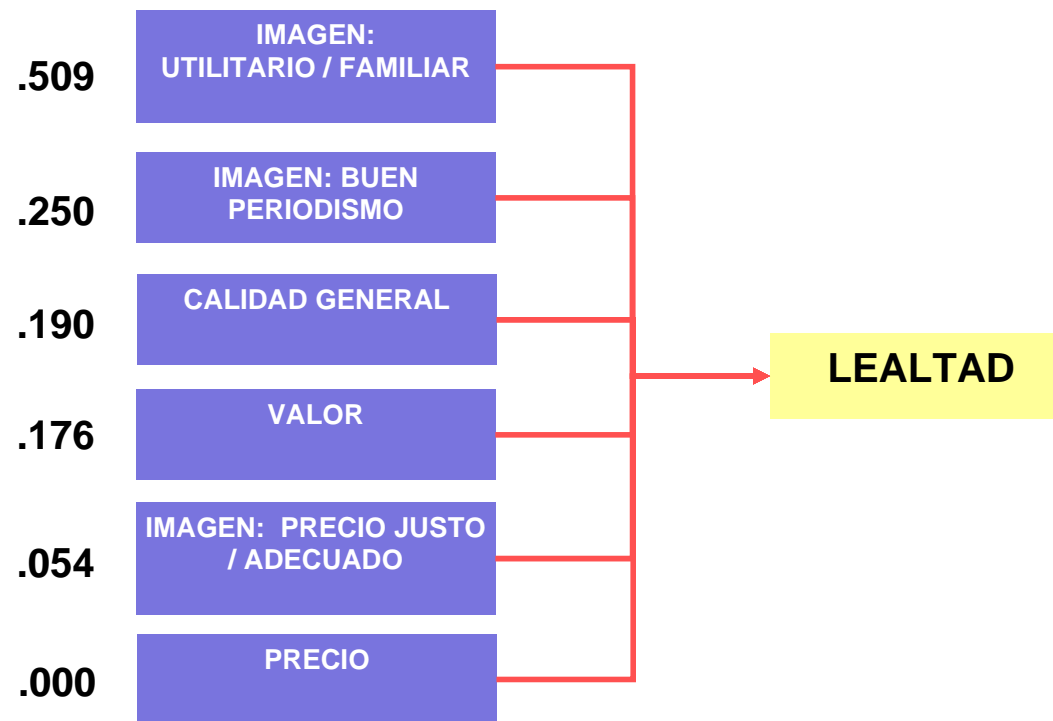 IMAGEN:
UTILITARIO / FAMILIAR
.509
IMAGEN: BUEN
PERIODISMO
.250
CALIDAD GENERAL
.190
LEALTAD
VALOR
.176
IMAGEN: PRECIO JUSTO
/ ADECUADO
.054
PRECIO
.000